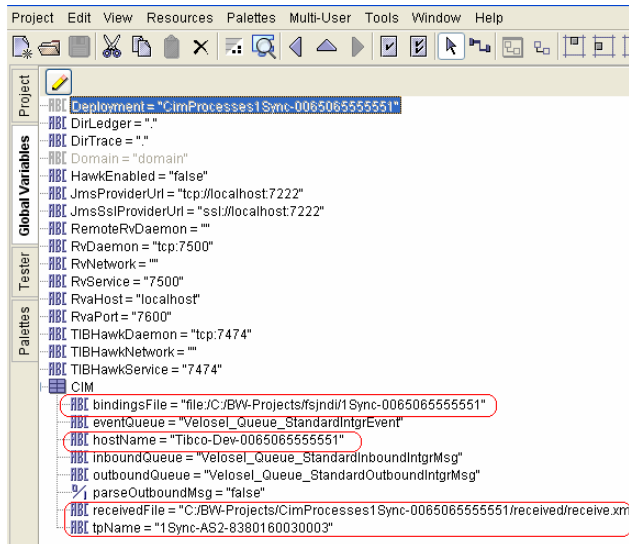 Project Edit View Resources Palettes Multi-User Tools Window Help
Project
Global Variables
Tester
Palettes
Deployment = "CimProcesses1Sync-0065065555551"
DirLedger = "."
DirTrace = "."
Domain = "domain"
HawkEnabled = "false"
JmsProviderUrl = "tcp://localhost:7222"
JmsSslProviderUrl = "ssl://localhost:7222"
RemoteRvDaemon = ""
RvDaemon = "tcp:7500"
RvNetwork = ""
RvService = "7500"
RvaHost = "localhost"
RvaPort = "7600"
TIBHawkDaemon = "tcp:7474"
TIBHawkNetwork = ""
TIBHawkService = "7474"
CIM
bindingsFile = "file:/C:/BW-Projects/fsjndi/1Sync-0065065555551"
eventQueue = "Velosel_Queue_StandardIntgrEvent"
hostName = "Tibco-Dev-0065065555551"
inboundQueue = "Velosel_Queue_StandardInboundIntgrMsg"
outboundQueue = "Velosel_Queue_StandardOutboundIntgrMsg"
parseOutboundMsg = "false"
receivedFile = "C:/BW-Projects/CimProcesses1Sync-0065065555551/received/receive.xm
tpName = "1Sync-AS2-8380160030003"